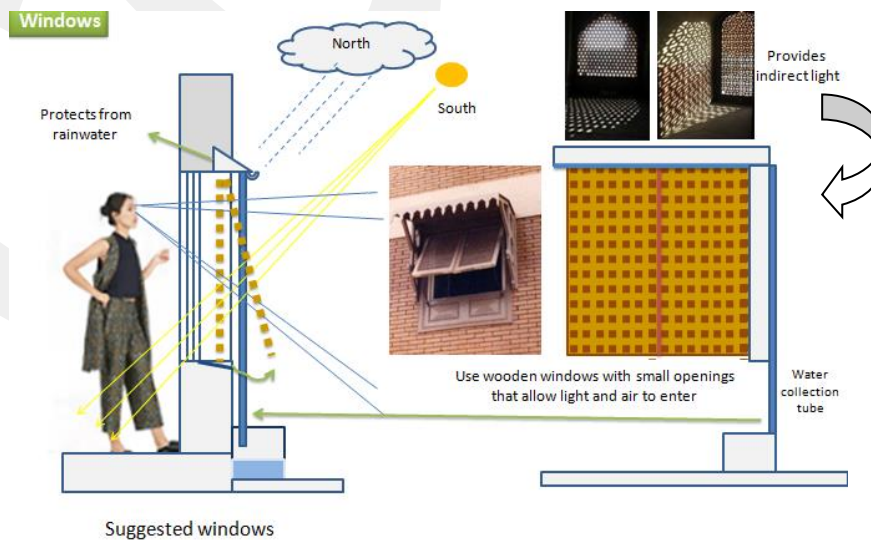 Windows
North
South
Provides
indirect light
Protects from
rainwater
Use wooden windows with small openings
that allow light and air to enter
Water
collection
tube
Suggested windows